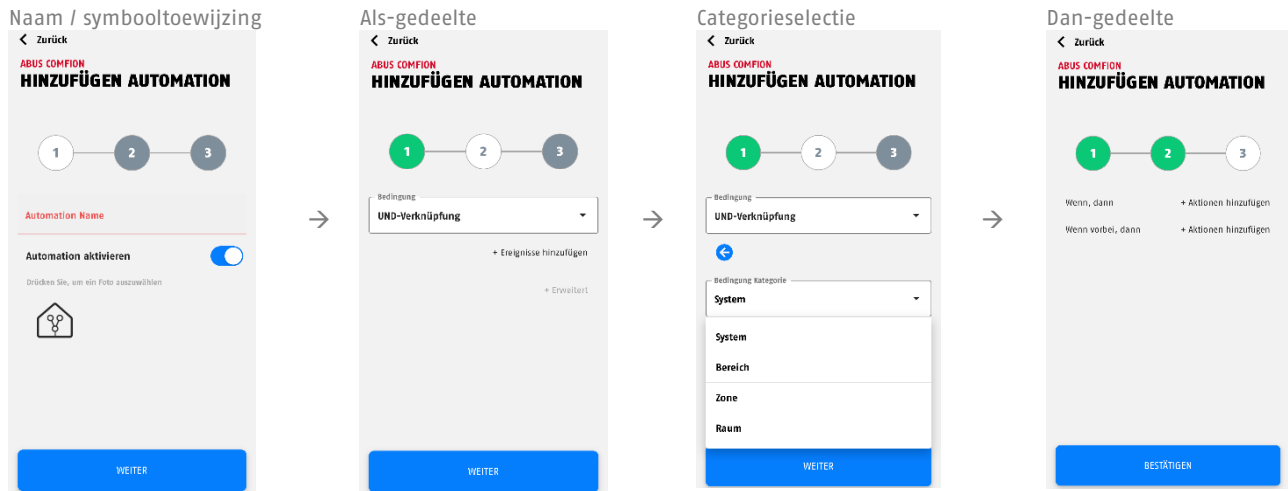 Naam / symbooltoewijzing
Zurück
ABUS COMFION
HINZUFÜGEN AUTOMATION
1
2
3
Automation Name
Automation aktivieren
Drücken Sie, um ein Foto auszuwählen
WEITER
→
Als-gedeelte
Zurück
ABUS COMFION
HINZUFÜGEN AUTOMATION
1
2
3
Bedingung
UND-Verknüpfung
+ Ereignisse hinzufügen
+ Erweitert
WEITER
→
Categorieselectie
Zurück
ABUS COMFION
HINZUFÜGEN AUTOMATION
1
2
3
Bedingung
UND-Verknüpfung
Bedingung Kategorie
System
System
Bereich
Zone
Raum
WEITER
→
Dan-gedeelte
Zurück
ABUS COMFION
HINZUFÜGEN AUTOMATION
1
2
3
Wenn, dann + Aktionen hinzufügen
Wenn vorbei, dann + Aktionen hinzufügen
BESTÄTIGEN